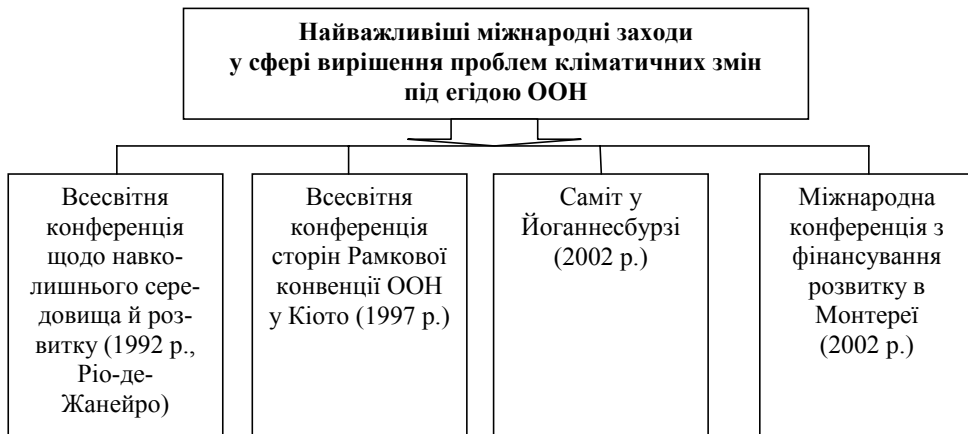 Найважливіші міжнародні заходи
у сфері вирішення проблем кліматичних змін
під егідою ООН
Всесвітня
конференція
щодо навко-
лишнього сере-
довища й роз-
витку (1992 р.,
Ріо-де-
Жанейро)
Всесвітня
конференція
сторін Рамкової
конвенції ООН
у Кіото (1997 р.)
Саміт у
Йоганнесбурзі
(2002 р.)
Міжнародна
конференція з
фінансування
розвитку в
Монтереї
(2002 р.)